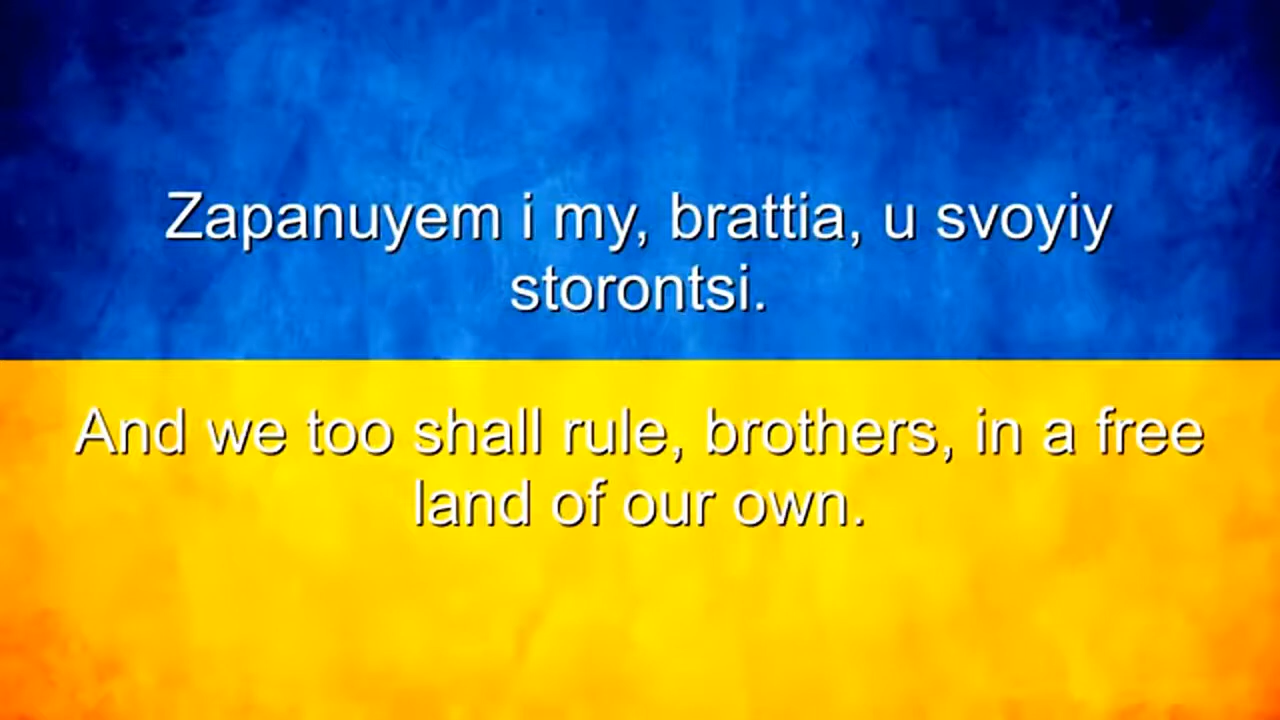 Zapanuyem i my, brattia, u svoyiy
storontsi.
And we too shall rule, brothers, in a free
land of our own.